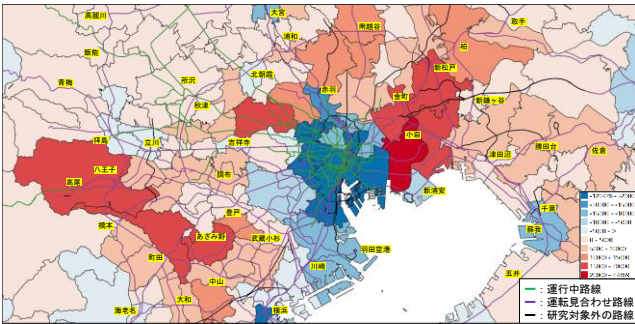 高麗川
大宮
南越谷
取手
浦和
柏
飯能
北朝霞
新松戸
青梅
所沢
赤羽
金町
秋津
新鎌ヶ谷
小岩
拝島
立川
吉祥寺
勝田台
津田沼
佐倉
八王子
高尾
調布
新浦安
登戸
千葉
橋本
あざみ野
武蔵小杉
蘇我
町田
羽田空港
川崎
中山
五井
大和
海老名
横浜
：運行中路線
：運転見合わせ路線
：研究対象外の路線